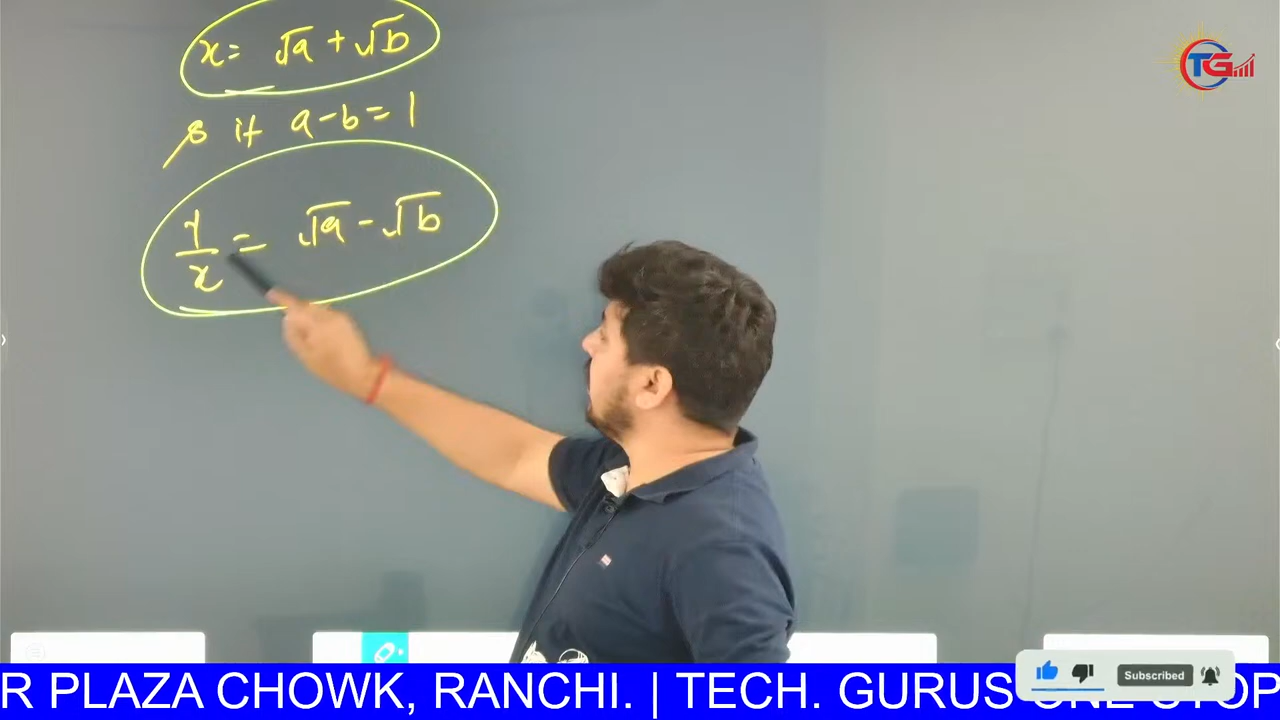 x = √a + √b
TG
& if a-b=1
1/x = √a - √b
R PLAZA CHOWK, RANCHI. | TECH. GURUS
Subscribed